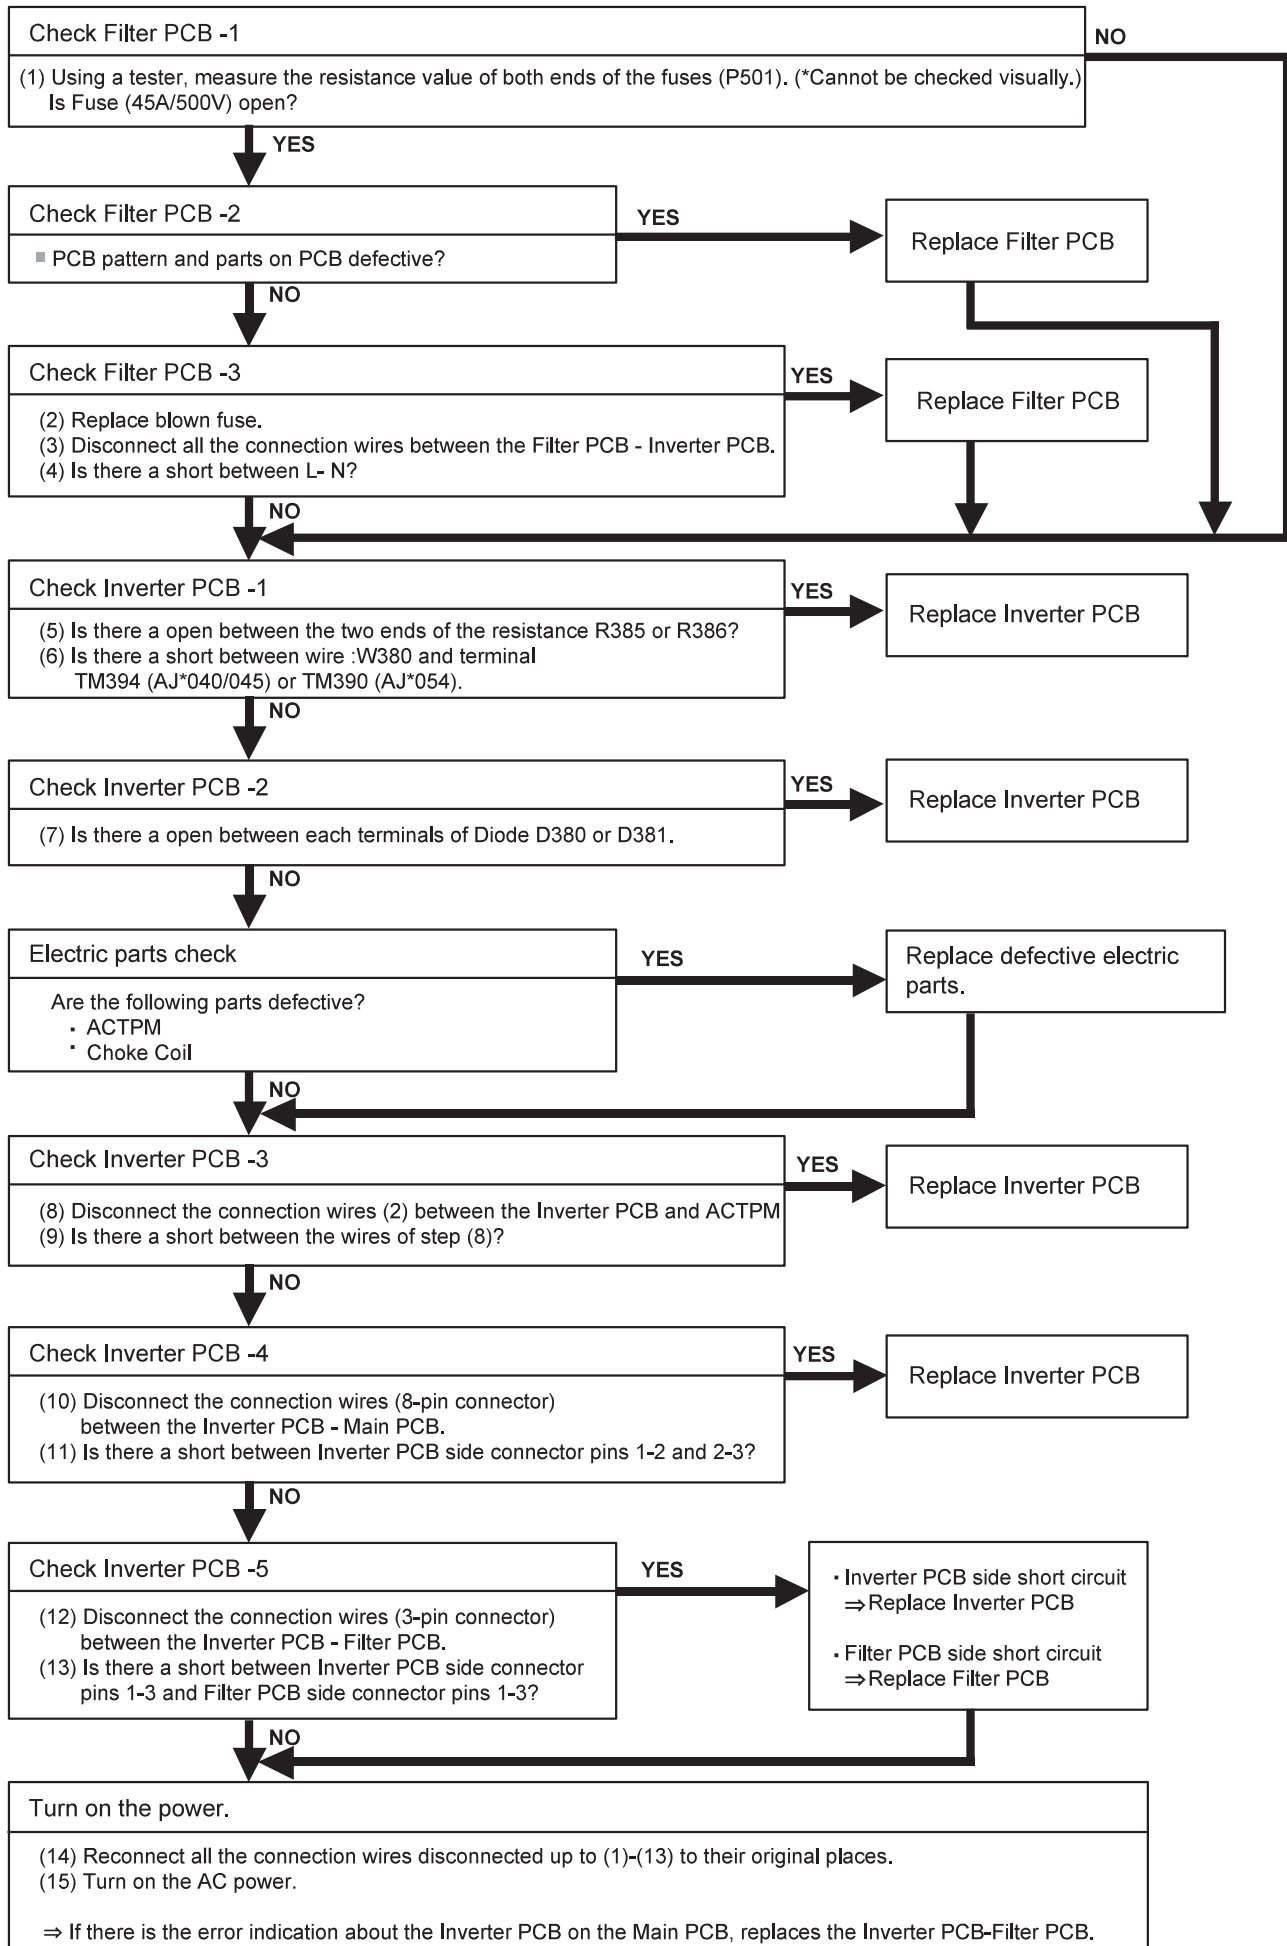 Check Filter PCB -1
NO
(1) Using a tester, measure the resistance value of both ends of the fuses (P501). (*Cannot be checked visually.)
Is Fuse (45A/500V) open?
YES
Check Filter PCB -2
YES
Replace Filter PCB
■ PCB pattern and parts on PCB defective?
NO
Check Filter PCB -3
YES
Replace Filter PCB
(2) Replace blown fuse.
(3) Disconnect all the connection wires between the Filter PCB - Inverter PCB.
(4) Is there a short between L- N?
NO
Check Inverter PCB -1
YES
Replace Inverter PCB
(5) Is there a open between the two ends of the resistance R385 or R386?
(6) Is there a short between wire :W380 and terminal
TM394 (AJ*040/045) or TM390 (AJ*054).
NO
Check Inverter PCB -2
YES
Replace Inverter PCB
(7) Is there a open between each terminals of Diode D380 or D381.
NO
Electric parts check
YES
Replace defective electric
parts.
Are the following parts defective?
・ ACTPM
・ Choke Coil
NO
Check Inverter PCB -3
YES
Replace Inverter PCB
(8) Disconnect the connection wires (2) between the Inverter PCB and ACTPM
(9) Is there a short between the wires of step (8)?
NO
Check Inverter PCB -4
YES
Replace Inverter PCB
(10) Disconnect the connection wires (8-pin connector)
between the Inverter PCB - Main PCB.
(11) Is there a short between Inverter PCB side connector pins 1-2 and 2-3?
NO
Check Inverter PCB -5
YES
・Inverter PCB side short circuit
⇒Replace Inverter PCB
・Filter PCB side short circuit
⇒Replace Filter PCB
(12) Disconnect the connection wires (3-pin connector)
between the Inverter PCB - Filter PCB.
(13) Is there a short between Inverter PCB side connector
pins 1-3 and Filter PCB side connector pins 1-3?
NO
Turn on the power.
(14) Reconnect all the connection wires disconnected up to (1)-(13) to their original places.
(15) Turn on the AC power.
⇒ If there is the error indication about the Inverter PCB on the Main PCB, replaces the Inverter PCB-Filter PCB.